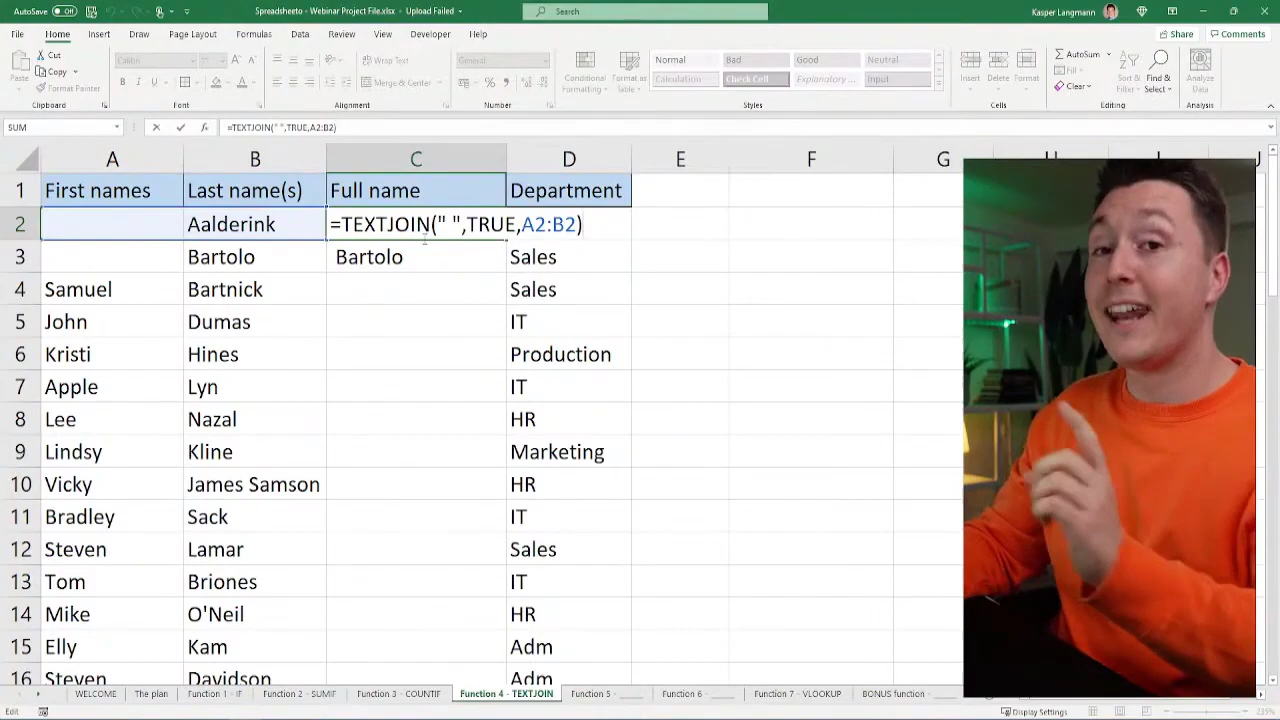 AutoSave Off Spreadsheeto - Webinar Project File.xlsx • Upload Failed Search Kasper Langmann
File Home Insert Draw Page Layout Formulas Data Review View Developer Help Share Comments
Cut
Copy
Format Painter
Paste
Clipboard
Calibri
Font
Alignment
General
Number
Conditional Formatting
Format as Table
Normal Bad Good Neutral
Calculation Check Cell Explanatory ... Input
Styles
Insert Delete Format
Cells
AutoSum
Fill
Clear
Sort & Filter
Find & Select
Editing
Analyze Data
Analysis
SUM =TEXTJOIN(" ",TRUE,A2:B2)
A B C D E F G
1 First names Last name(s) Full name Department
2 Aalderink =TEXTJOIN(" ",TRUE,A2:B2)
3 Bartolo Bartolo Sales
4 Samuel Bartnick Sales
5 John Dumas IT
6 Kristi Hines Production
7 Apple Lyn IT
8 Lee Nazal HR
9 Lindsy Kline Marketing
10 Vicky James Samson HR
11 Bradley Sack IT
12 Steven Lamar Sales
13 Tom Briones IT
14 Mike O'Neil HR
15 Elly Kam Adm
16 Steven Davidson Adm
WELCOME The plan Function 1 - IF Function 2 - SUMIF Function 3 - COUNTIF Function 4 - TEXTJOIN Function 5 - ____ Function 6 - ____ Function 7 - VLOOKUP BONUS function
Edit Display Settings 235%